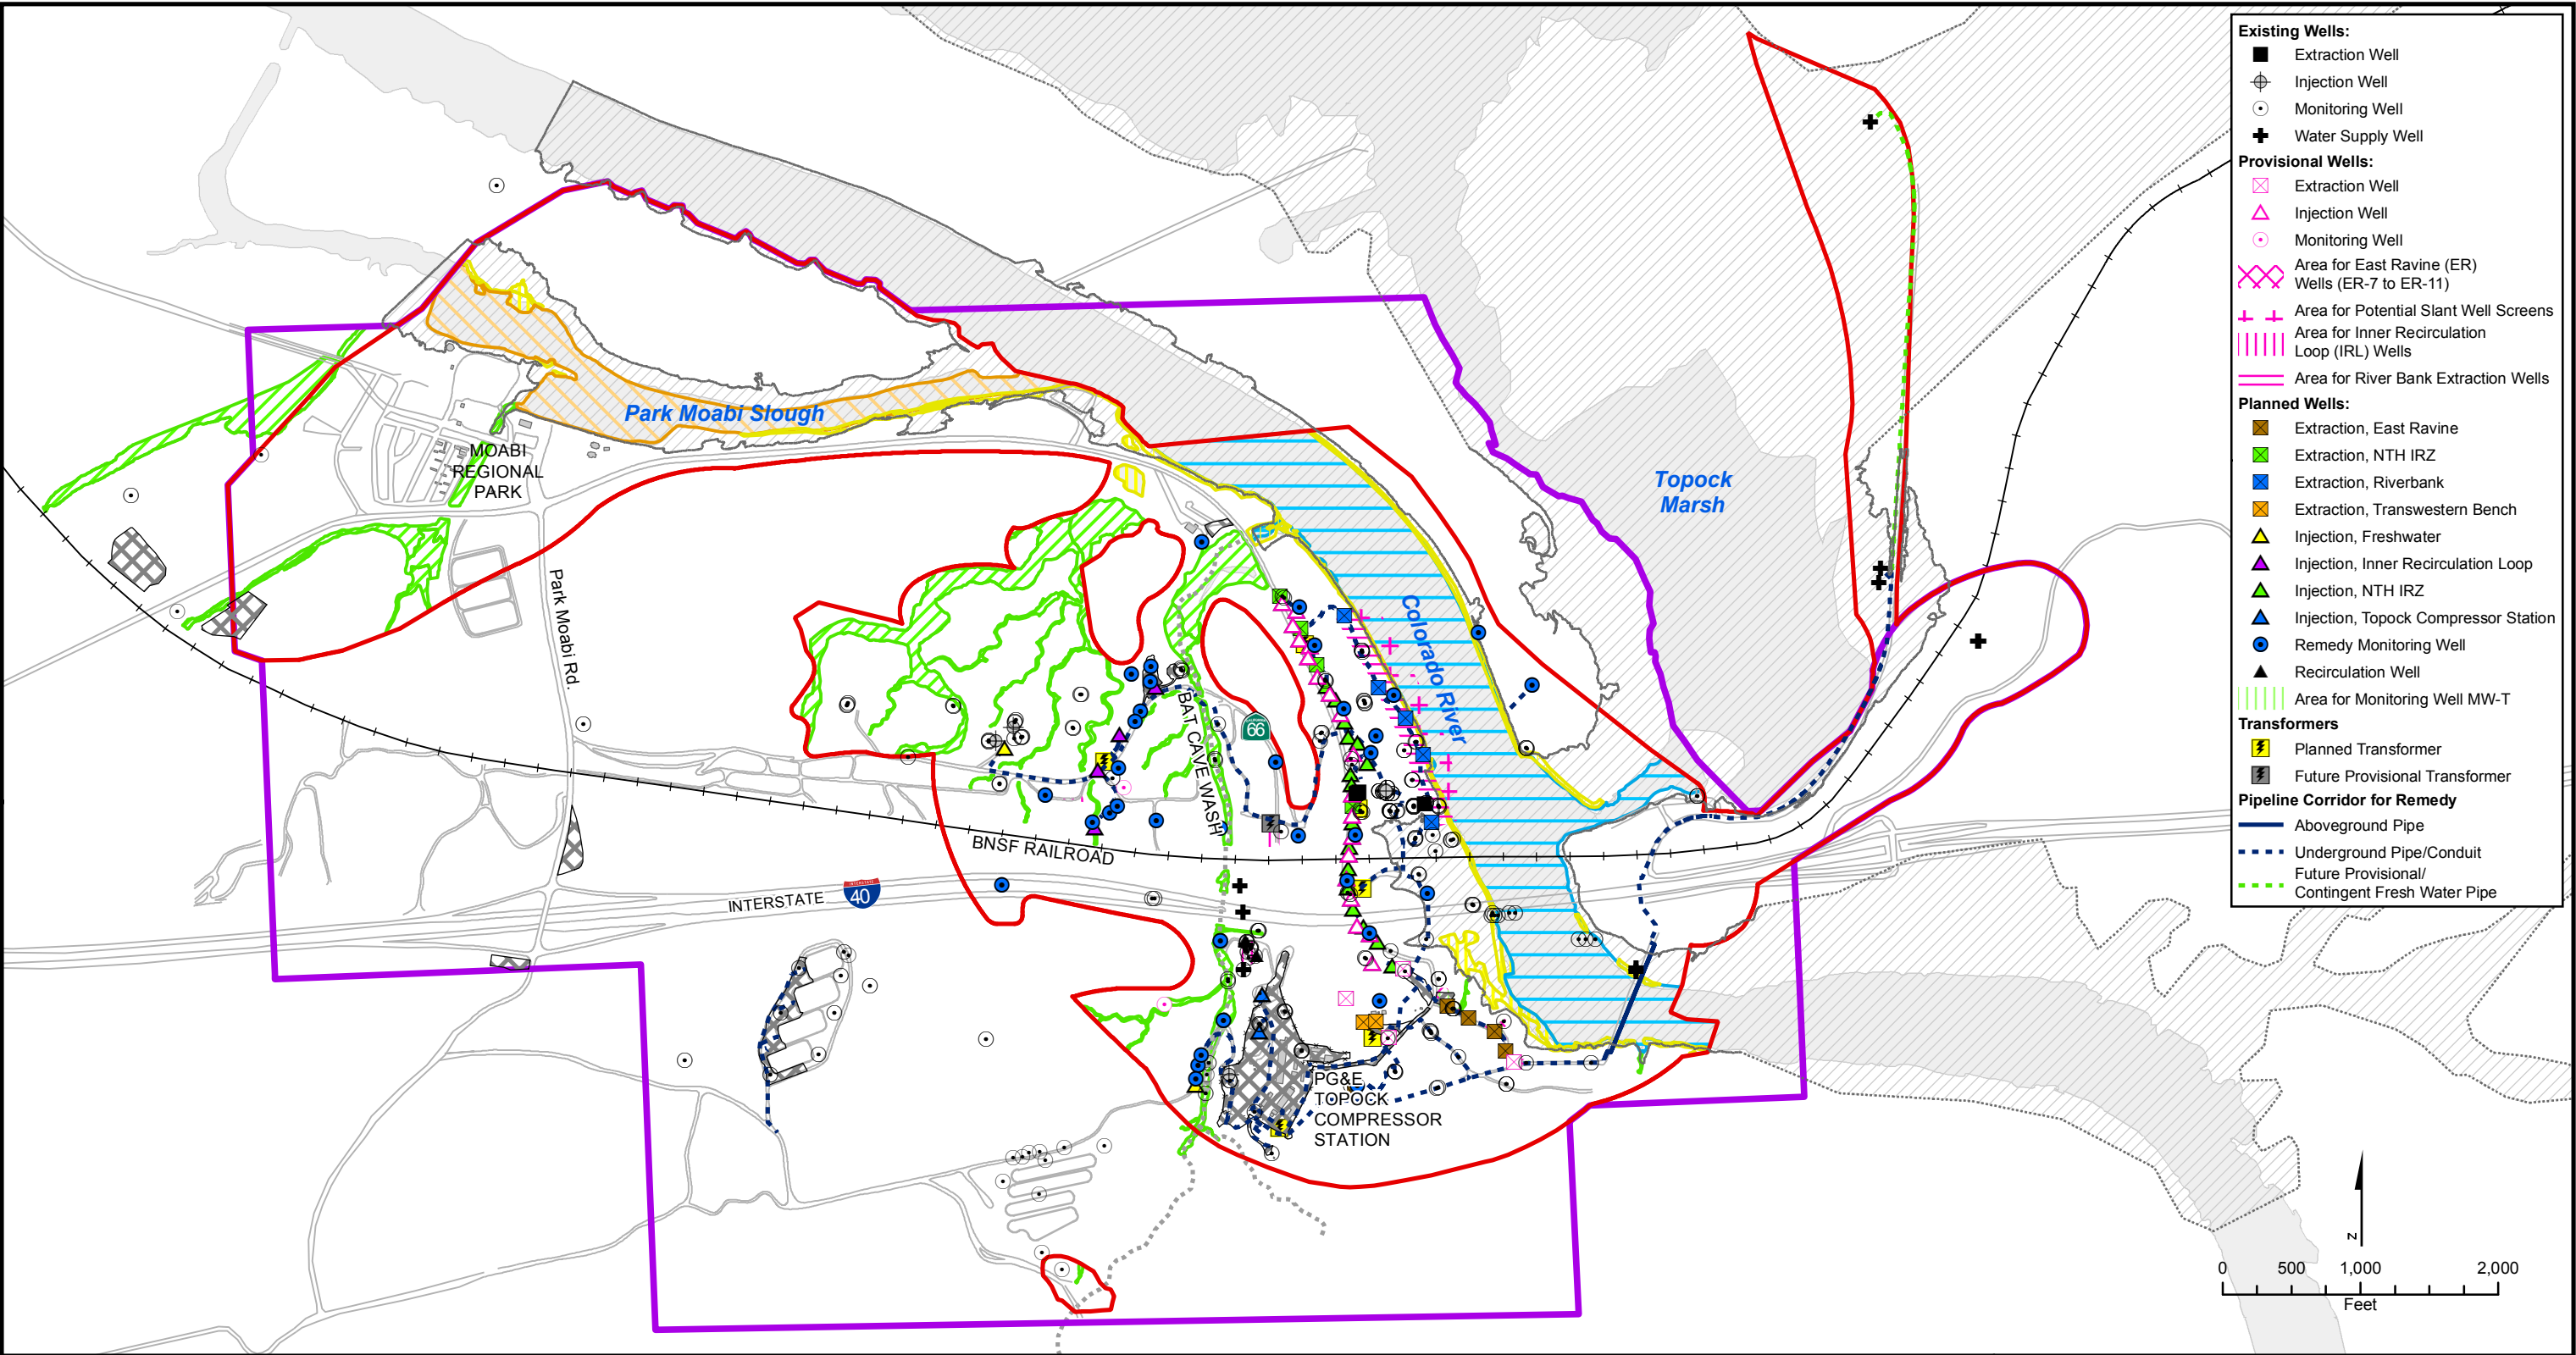 Park Moabi Slough
MOABI
REGIONAL
PARK
Park Moabi Rd.
Topock
Marsh
Colorado River
BAT CAVE WASH
CALIFORNIA
66
BNSF RAILROAD
INTERSTATE
40
PG&E
TOPOCK
COMPRESSOR
STATION
Existing Wells:
Extraction Well
Injection Well
Monitoring Well
Water Supply Well
Provisional Wells:
Extraction Well
Injection Well
Monitoring Well
Area for East Ravine (ER)
Wells (ER-7 to ER-11)
Area for Potential Slant Well Screens
Area for Inner Recirculation
Loop (IRL) Wells
Area for River Bank Extraction Wells
Planned Wells:
Extraction, East Ravine
Extraction, NTH IRZ
Extraction, Riverbank
Extraction, Transwestern Bench
Injection, Freshwater
Injection, Inner Recirculation Loop
Injection, NTH IRZ
Injection, Topock Compressor Station
Remedy Monitoring Well
Recirculation Well
Area for Monitoring Well MW-T
Transformers
Planned Transformer
Future Provisional Transformer
Pipeline Corridor for Remedy
Aboveground Pipe
Underground Pipe/Conduit
Future Provisional/
Contingent Fresh Water Pipe
N
0 500 1,000 2,000
Feet